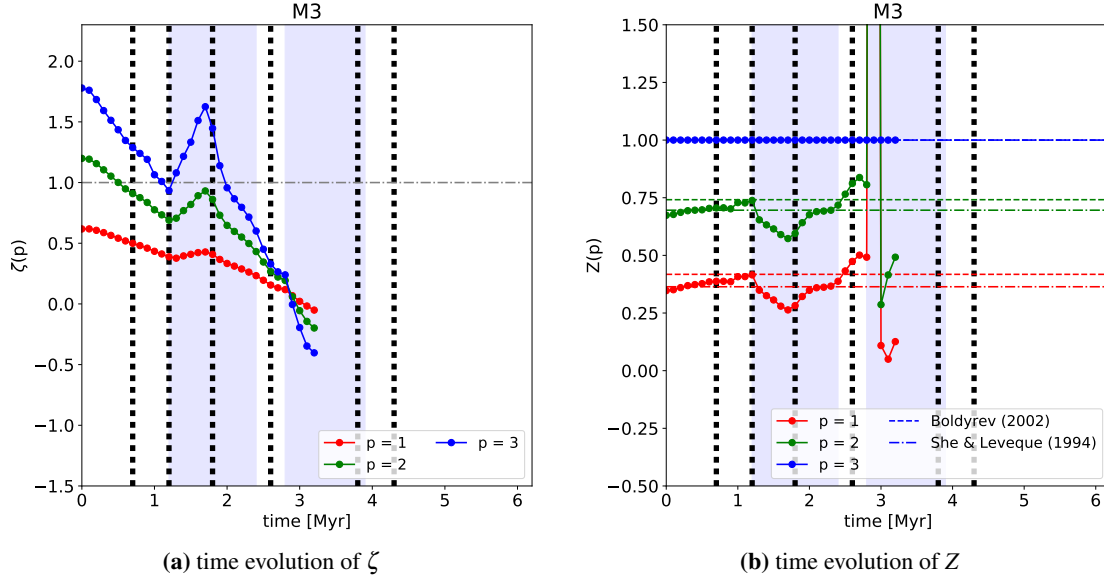 M3
2.0
1.5
1.0
0.5
0.0
−0.5
−1.0
−1.5
ζ(p)
0 1 2 3 4 5 6
time [Myr]
p = 1
p = 2
p = 3
(a) time evolution of ζ
M3
1.50
1.25
1.00
0.75
0.50
0.25
0.00
−0.25
−0.50
Z(p)
0 1 2 3 4 5 6
time [Myr]
p = 1
p = 2
p = 3
Boldyrev (2002)
She & Leveque (1994)
(b) time evolution of Z